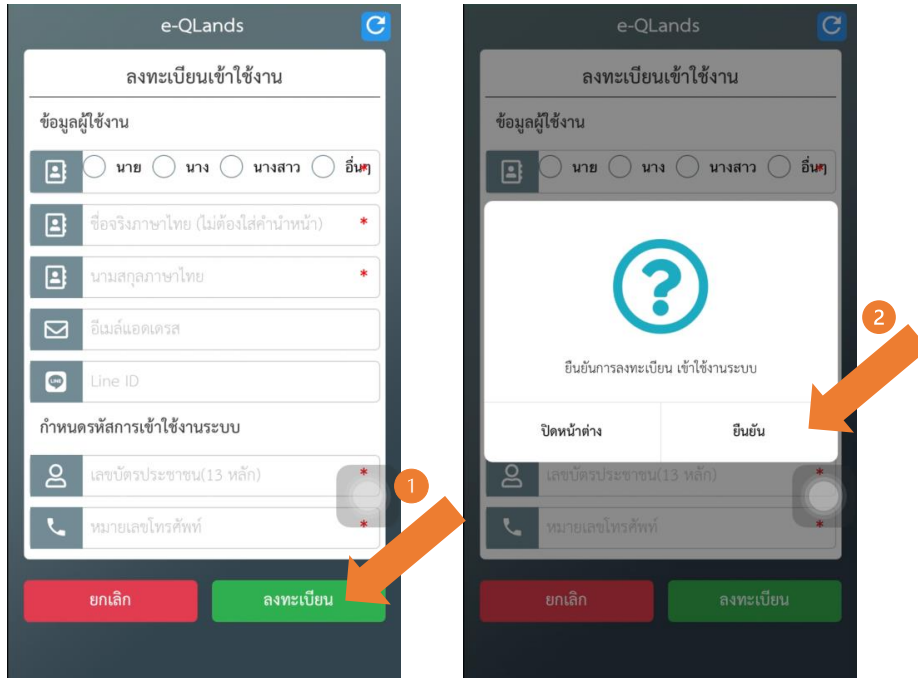 e-QLands
ลงทะเบียนเข้าใช้งาน
ข้อมูลผู้ใช้งาน
นาย นาง นางสาว อื่นๆ *
ชื่อจริงภาษาไทย (ไม่ต้องใส่คำนำหน้า) *
นามสกุลภาษาไทย *
อีเมล์แอดเดรส
LINE Line ID
กำหนดรหัสการเข้าใช้งานระบบ
เลขบัตรประชาชน(13 หลัก) *
1
หมายเลขโทรศัพท์ *
ยกเลิก ลงทะเบียน
e-QLands
ลงทะเบียนเข้าใช้งาน
ข้อมูลผู้ใช้งาน
นาย นาง นางสาว อื่นๆ *
2
ยืนยันการลงทะเบียน เข้าใช้งานระบบ
ปิดหน้าต่าง ยืนยัน
เลขบัตรประชาชน(13 หลัก) *
หมายเลขโทรศัพท์ *
ยกเลิก ลงทะเบียน